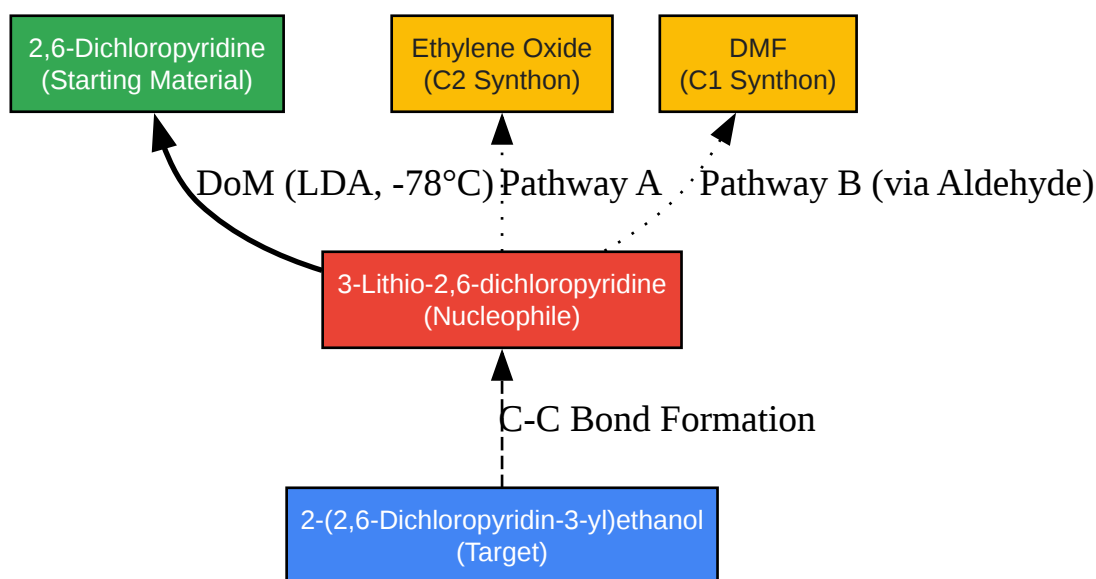 2,6-Dichloropyridine
(Starting Material)
Ethylene Oxide
(C2 Synthon)
DMF
(C1 Synthon)
DoM (LDA, -78°C)
Pathway A
Pathway B (via Aldehyde)
3-Lithio-2,6-dichloropyridine
(Nucleophile)
C-C Bond Formation
2-(2,6-Dichloropyridin-3-yl)ethanol
(Target)